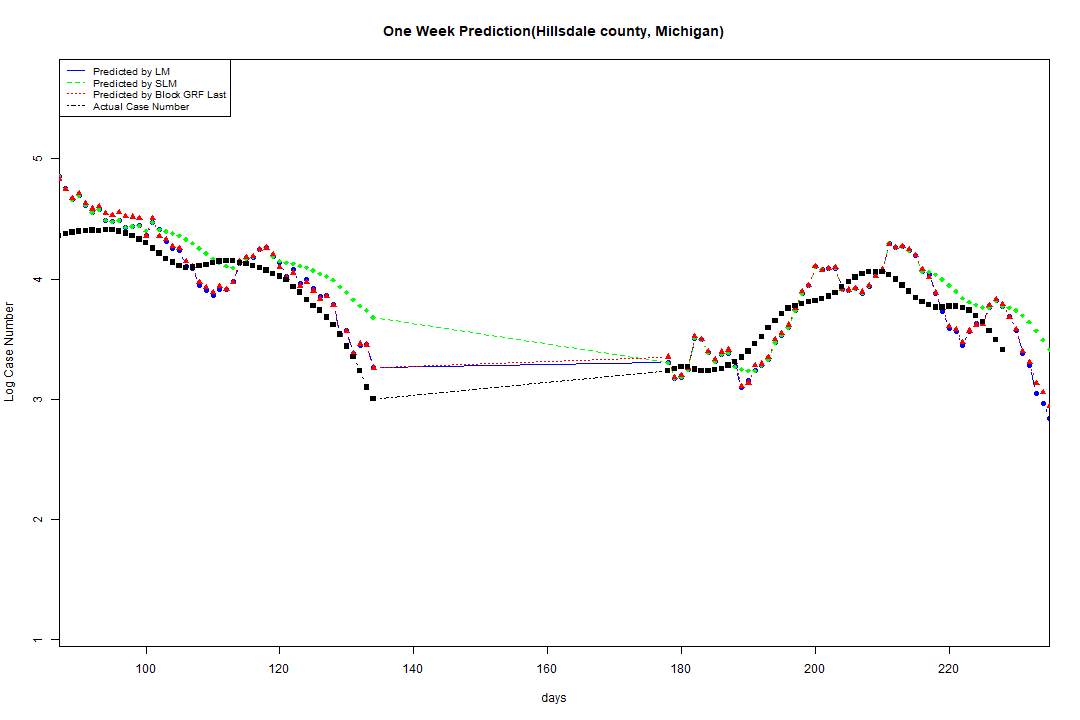 One Week Prediction(Hillsdale county, Michigan)
Predicted by LM
Predicted by SLM
Predicted by Block GRF Last
Actual Case Number
5
4
3
2
1
Log Case Number
100 120 140 160 180 200 220
days